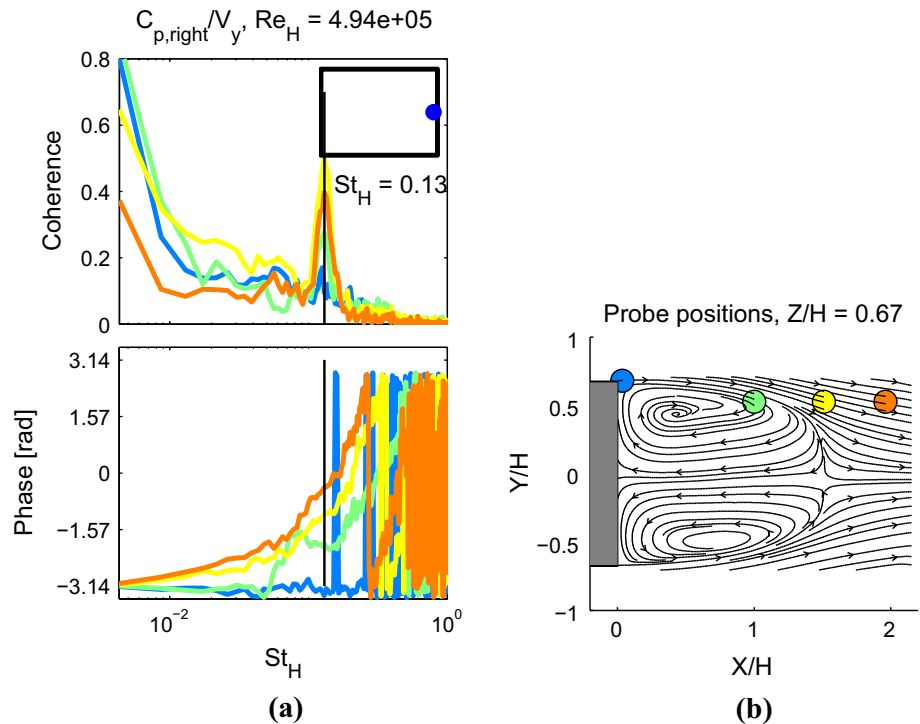 C_{p,right}/V_y, Re_H = 4.94e+05
0.8
0.6
0.4
0.2
0
Coherence
St_H = 0.13
3.14
1.57
0
−1.57
−3.14
Phase [rad]
10^{−2}
10^0
St_H
(a)
Probe positions, Z/H = 0.67
1
0.5
0
−0.5
−1
Y/H
0
1
2
X/H
(b)